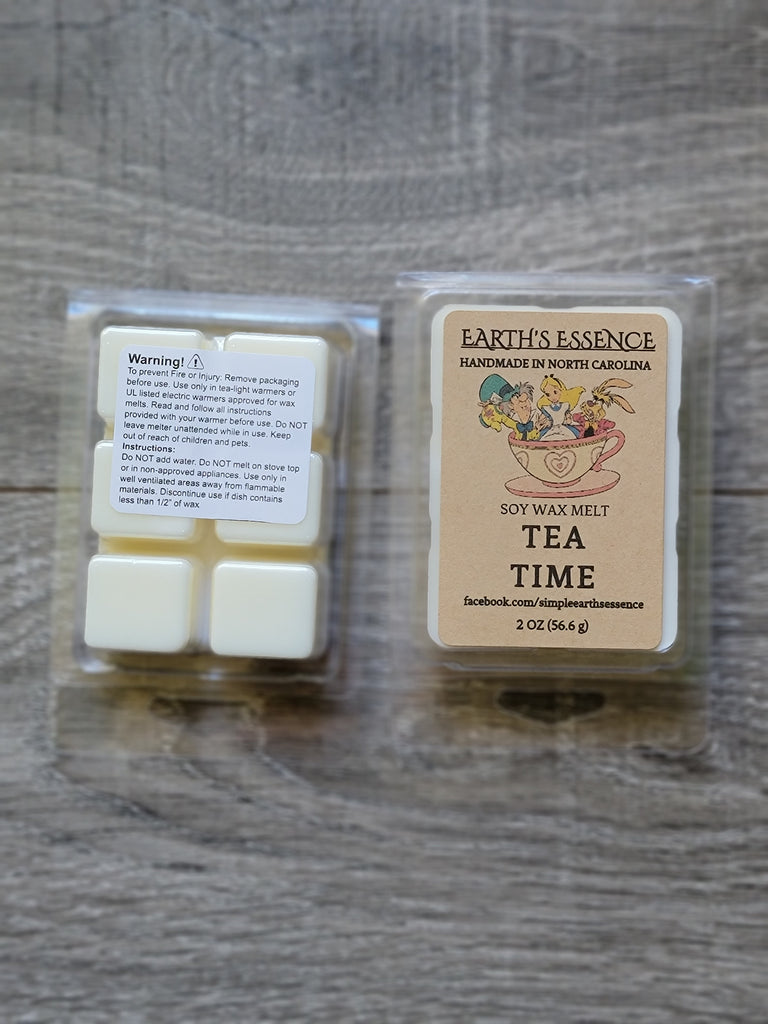 Warning!
To prevent Fire or Injury: Remove packaging
before use. Use only in tea-light warmers or
UL listed electric warmers approved for wax
melts. Read and follow all instructions
provided with your warmer before use. Do NOT
leave melter unattended while in use. Keep
out of reach of children and pets.
Instructions:
Do NOT add water. Do NOT melt on stove top
or in non-approved appliances. Use only in
well ventilated areas away from flammable
materials. Discontinue use if dish contains
less than 1/2" of wax
EARTH'S ESSENCE
HANDMADE IN NORTH CAROLINA
SOY WAX MELT
TEA
TIME
facebook.com/simpleearthsessence
2 OZ (56.6 g)